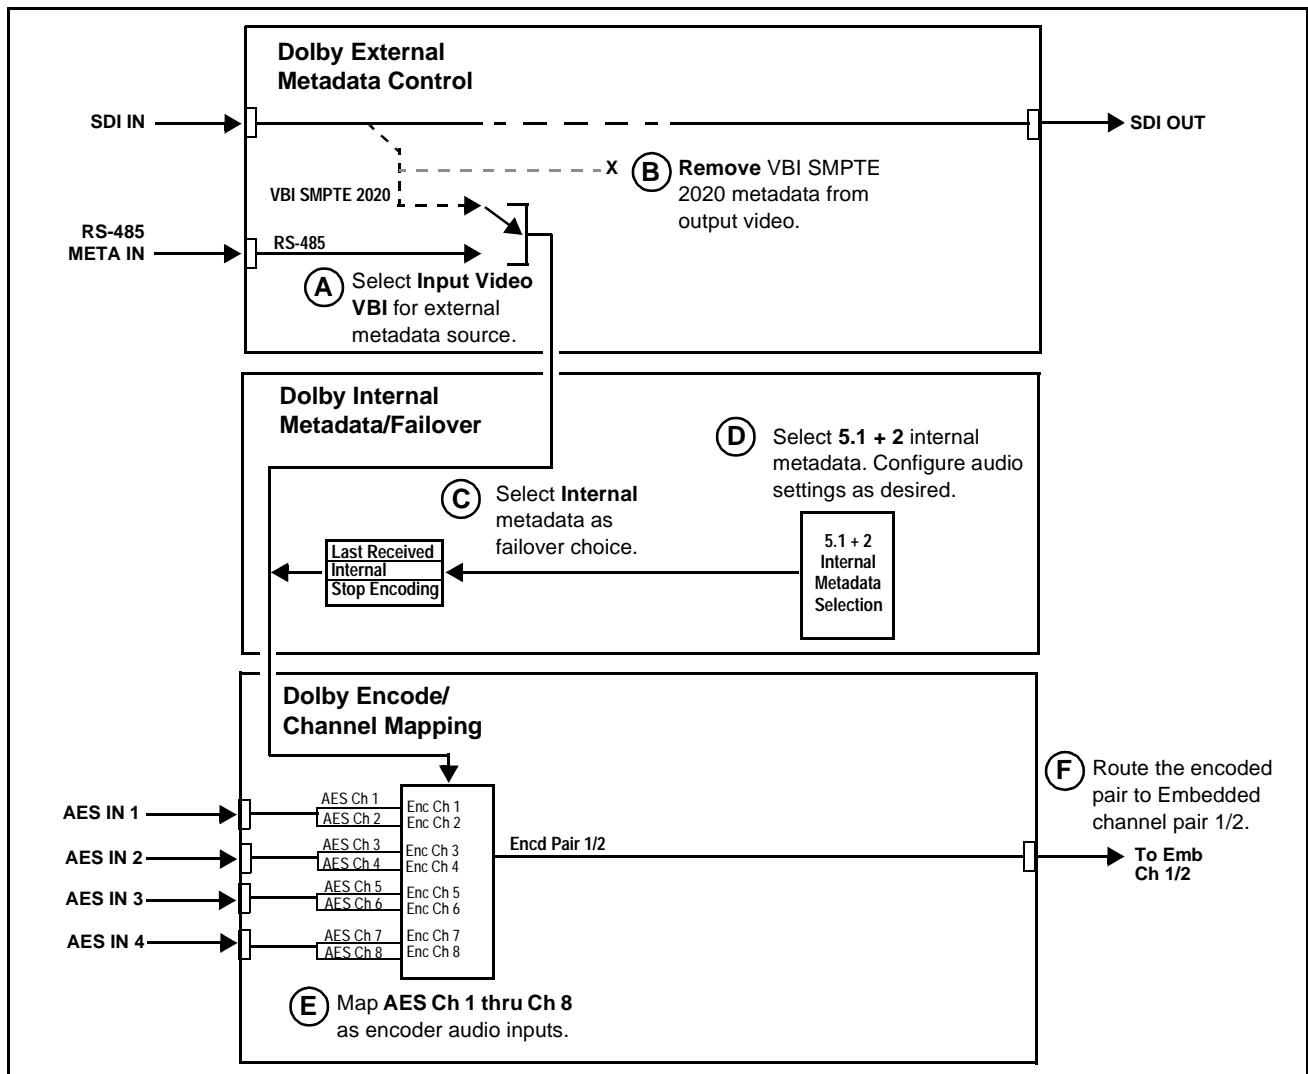 Dolby External
Metadata Control
SDI IN
SDI OUT
X
B
Remove VBI SMPTE
2020 metadata from
output video.
VBI SMPTE 2020
RS-485
META IN
RS-485
A
Select Input Video
VBI for external
metadata source.
Dolby Internal
Metadata/Failover
D
Select 5.1 + 2 internal
metadata. Configure audio
settings as desired.
C
Select Internal
metadata as
failover choice.
Last Received
Internal
Stop Encoding
5.1 + 2
Internal
Metadata
Selection
Dolby Encode/
Channel Mapping
F
Route the encoded
pair to Embedded
channel pair 1/2.
AES IN 1
AES Ch 1
AES Ch 2
Enc Ch 1
Enc Ch 2
AES IN 2
AES Ch 3
AES Ch 4
Enc Ch 3
Enc Ch 4
Encd Pair 1/2
To Emb
Ch 1/2
AES IN 3
AES Ch 5
AES Ch 6
Enc Ch 5
Enc Ch 6
AES IN 4
AES Ch 7
AES Ch 8
Enc Ch 7
Enc Ch 8
E
Map AES Ch 1 thru Ch 8
as encoder audio inputs.